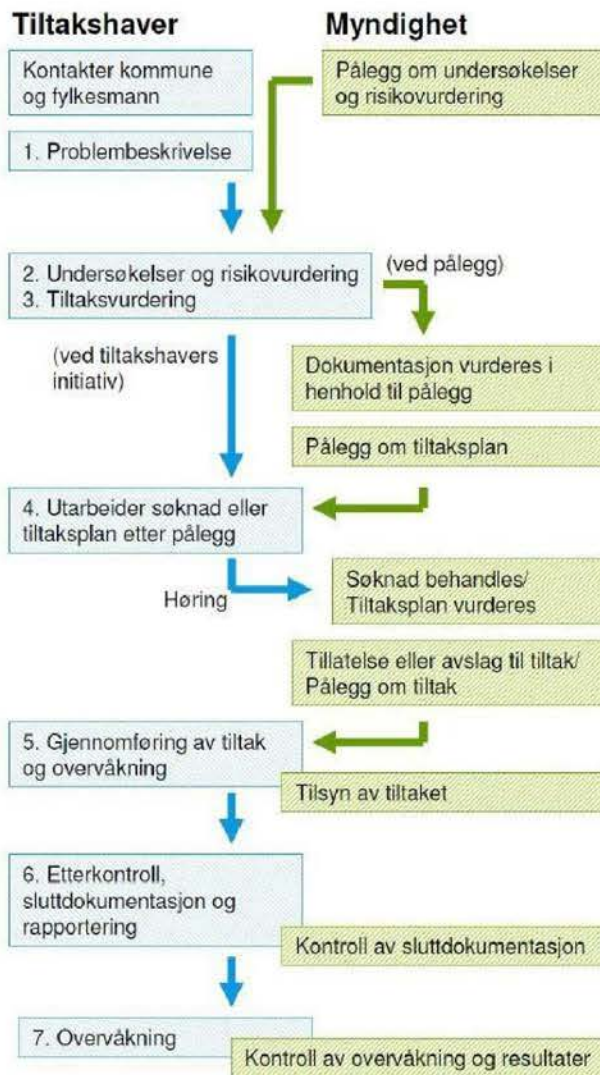 Tiltakshaver
Myndighet
Kontakter kommune
og fylkesmann
Pålegg om undersøkelser
og risikovurdering
1. Problembeskrivelse
2. Undersøkelser og risikovurdering
3. Tiltaksvurdering
(ved pålegg)
(ved tiltakshavers
initiativ)
Dokumentasjon vurderes i
henhold til pålegg
Pålegg om tiltaksplan
4. Utarbeider søknad eller
tiltaksplan etter pålegg
Høring
Søknad behandles/
Tiltaksplan vurderes
Tillatelse eller avslag til tiltak/
Pålegg om tiltak
5. Gjennomføring av tiltak
og overvåkning
Tilsyn av tiltaket
6. Etterkontroll,
sluttdokumentasjon og
rapportering
Kontroll av sluttdokumentasjon
7. Overvåkning
Kontroll av overvåkning og resultater